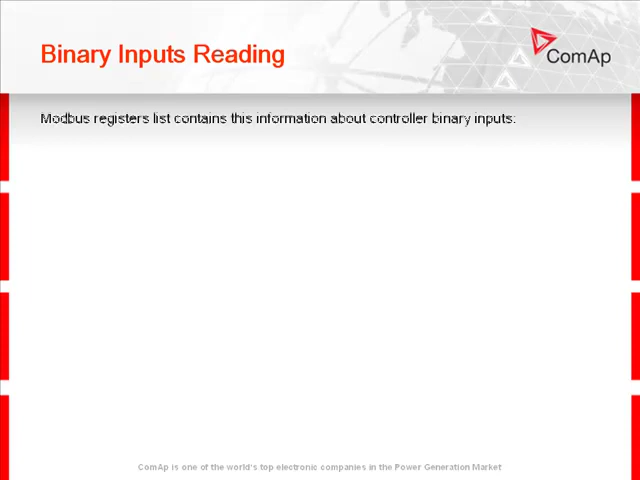 Binary Inputs Reading
ComAp
Modbus registers list contains this information about controller binary inputs:
ComAp is one of the world's top electronic companies in the Power Generation Market